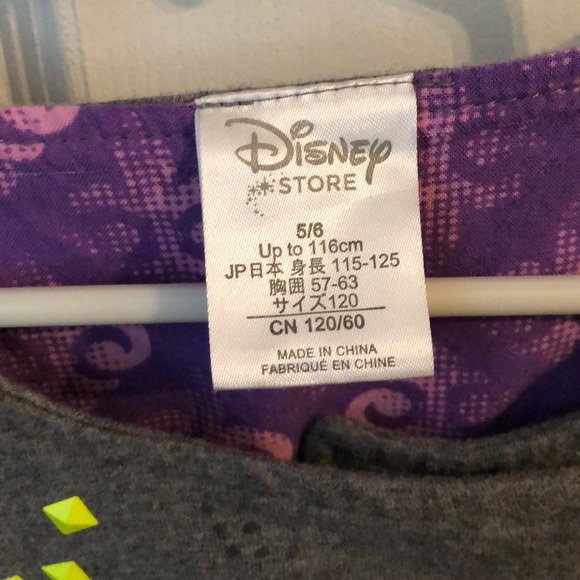 Disney
STORE
5/6
Up to 116cm
JP日本 身長 115-125
胸囲 57-63
サイズ120
CN 120/60
MADE IN CHINA
FABRIQUÉ EN CHINE